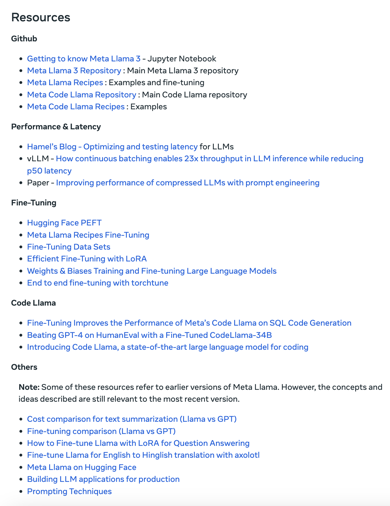 Resources
Github
Getting to know Meta Llama 3 - Jupyter Notebook
Meta Llama 3 Repository : Main Meta Llama 3 repository
Meta Llama Recipes : Examples and fine-tuning
Meta Code Llama Repository : Main Code Llama repository
Meta Code Llama Recipes : Examples
Performance & Latency
Hamel's Blog - Optimizing and testing latency for LLMs
vLLM - How continuous batching enables 23x throughput in LLM inference while reducing
p50 latency
Paper - Improving performance of compressed LLMs with prompt engineering
Fine-Tuning
Hugging Face PEFT
Meta Llama Recipes Fine-Tuning
Fine-Tuning Data Sets
Efficient Fine-Tuning with LoRA
Weights & Biases Training and Fine-tuning Large Language Models
End to end fine-tuning with torchtune
Code Llama
Fine-Tuning Improves the Performance of Meta's Code Llama on SQL Code Generation
Beating GPT-4 on HumanEval with a Fine-Tuned CodeLlama-34B
Introducing Code Llama, a state-of-the-art large language model for coding
Others
Note: Some of these resources refer to earlier versions of Meta Llama. However, the concepts and
ideas described are still relevant to the most recent version.
Cost comparison for text summarization (Llama vs GPT)
Fine-tuning comparison (Llama vs GPT)
How to Fine-tune Llama with LoRA for Question Answering
Fine-tune Llama for English to Hinglish translation with axolotl
Meta Llama on Hugging Face
Building LLM applications for production
Prompting Techniques